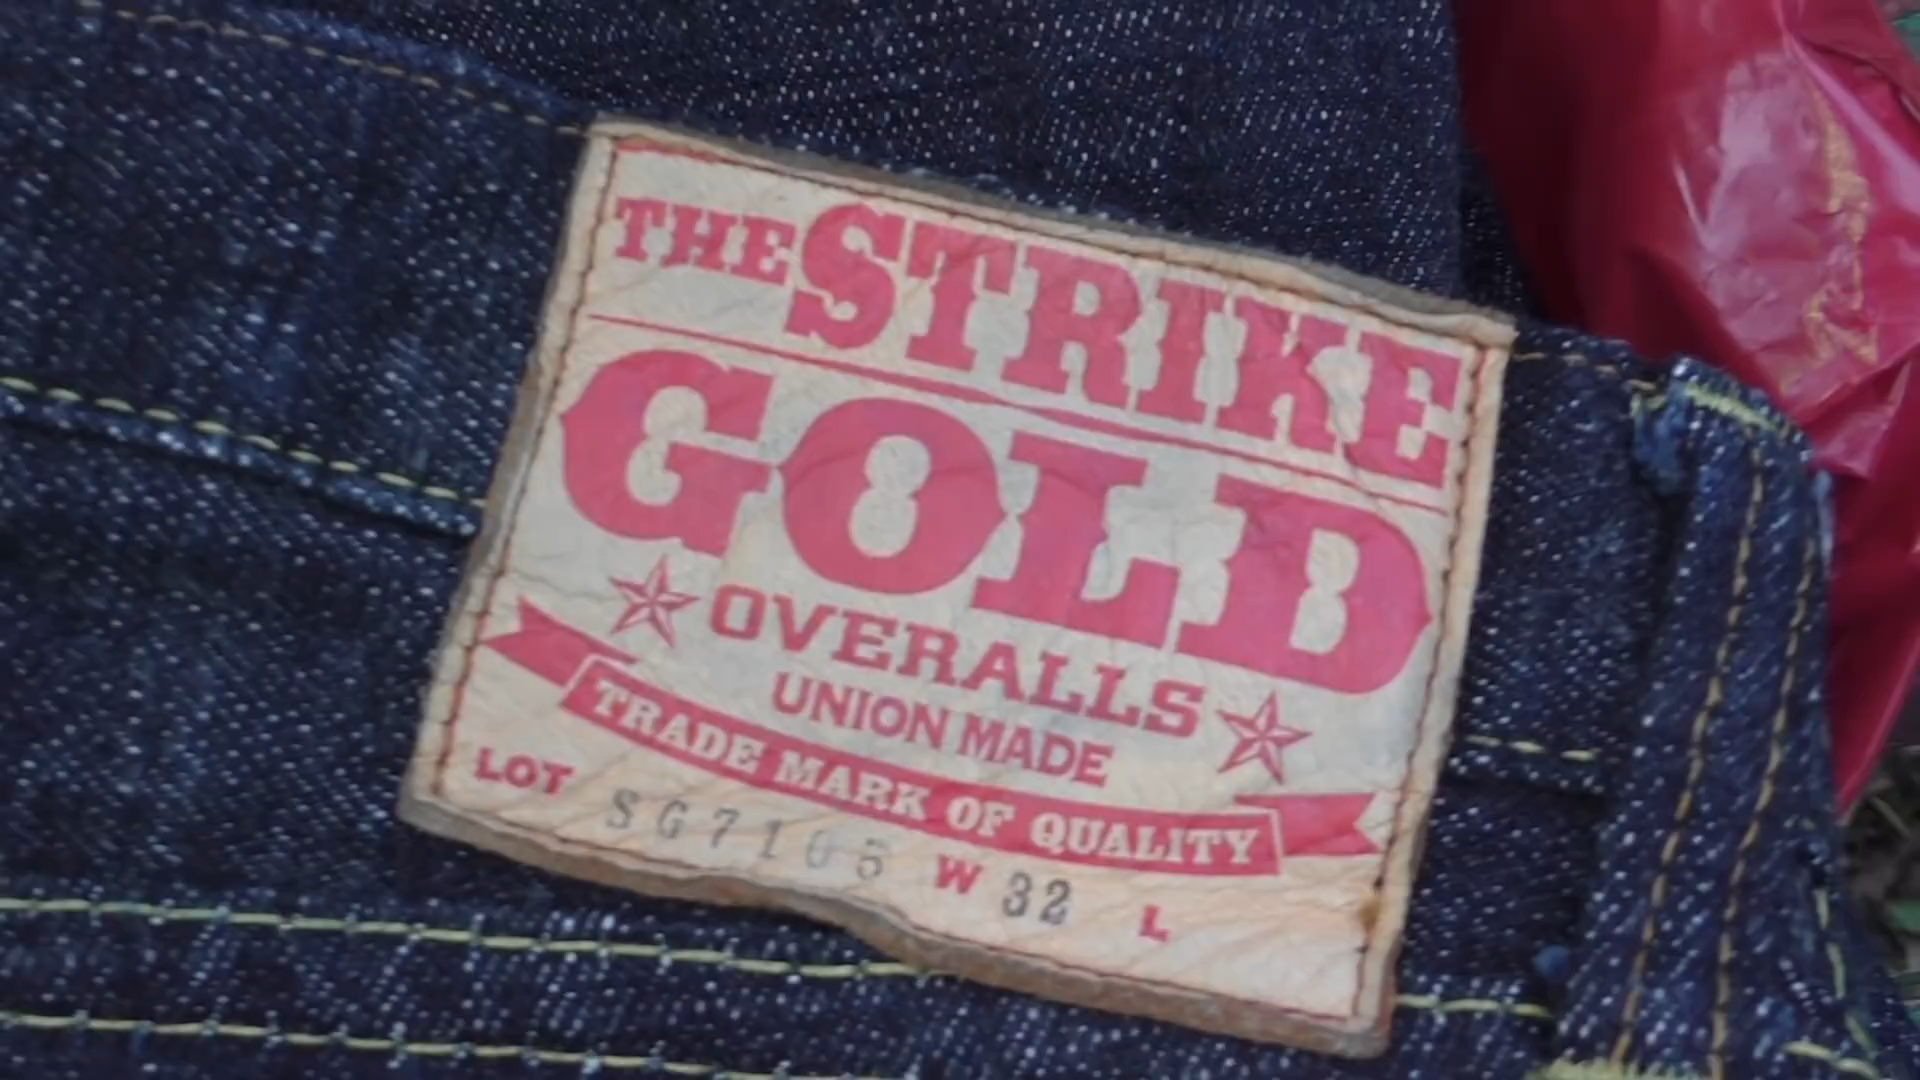 THE STRIKE
GOLD
OVERALLS
UNION MADE
TRADE MARK OF QUALITY
LOT SG7105 W 32 L